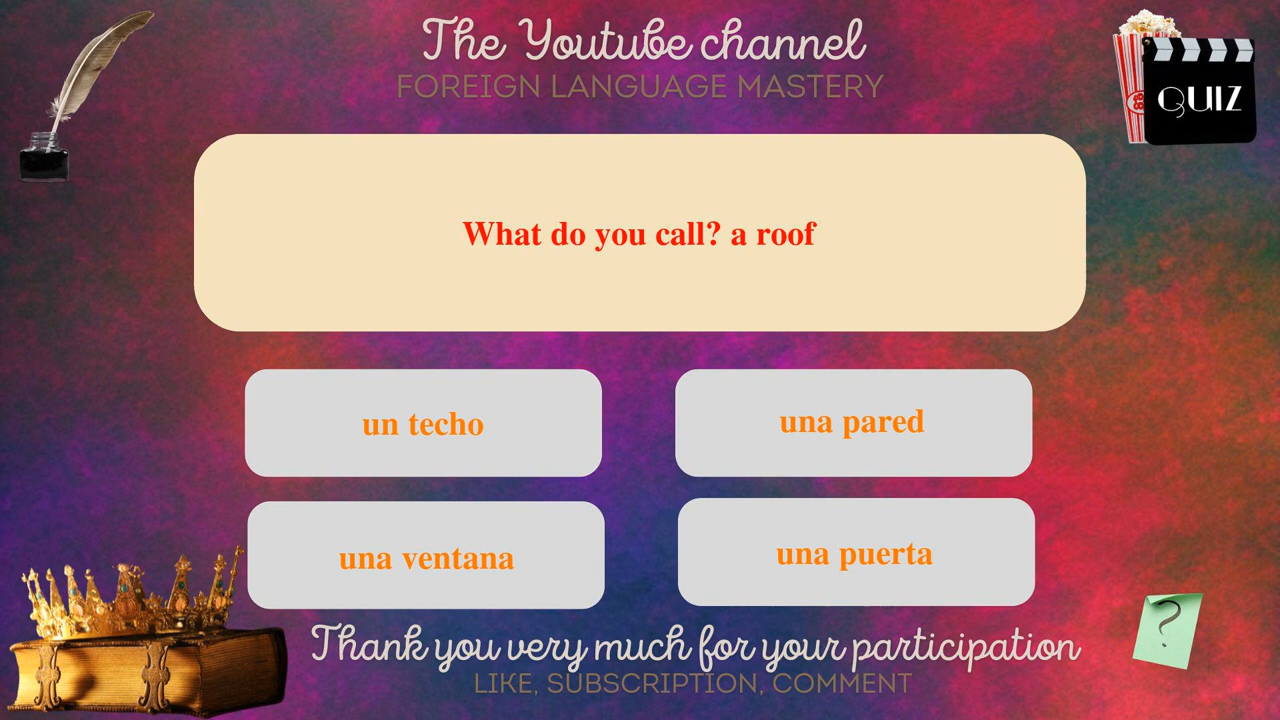 The Youtube channel
FOREIGN LANGUAGE MASTERY
QUIZ
What do you call? a roof
un techo
una pared
una ventana
una puerta
Thank you very much for your participation
LIKE, SUBSCRIPTION, COMMENT
?